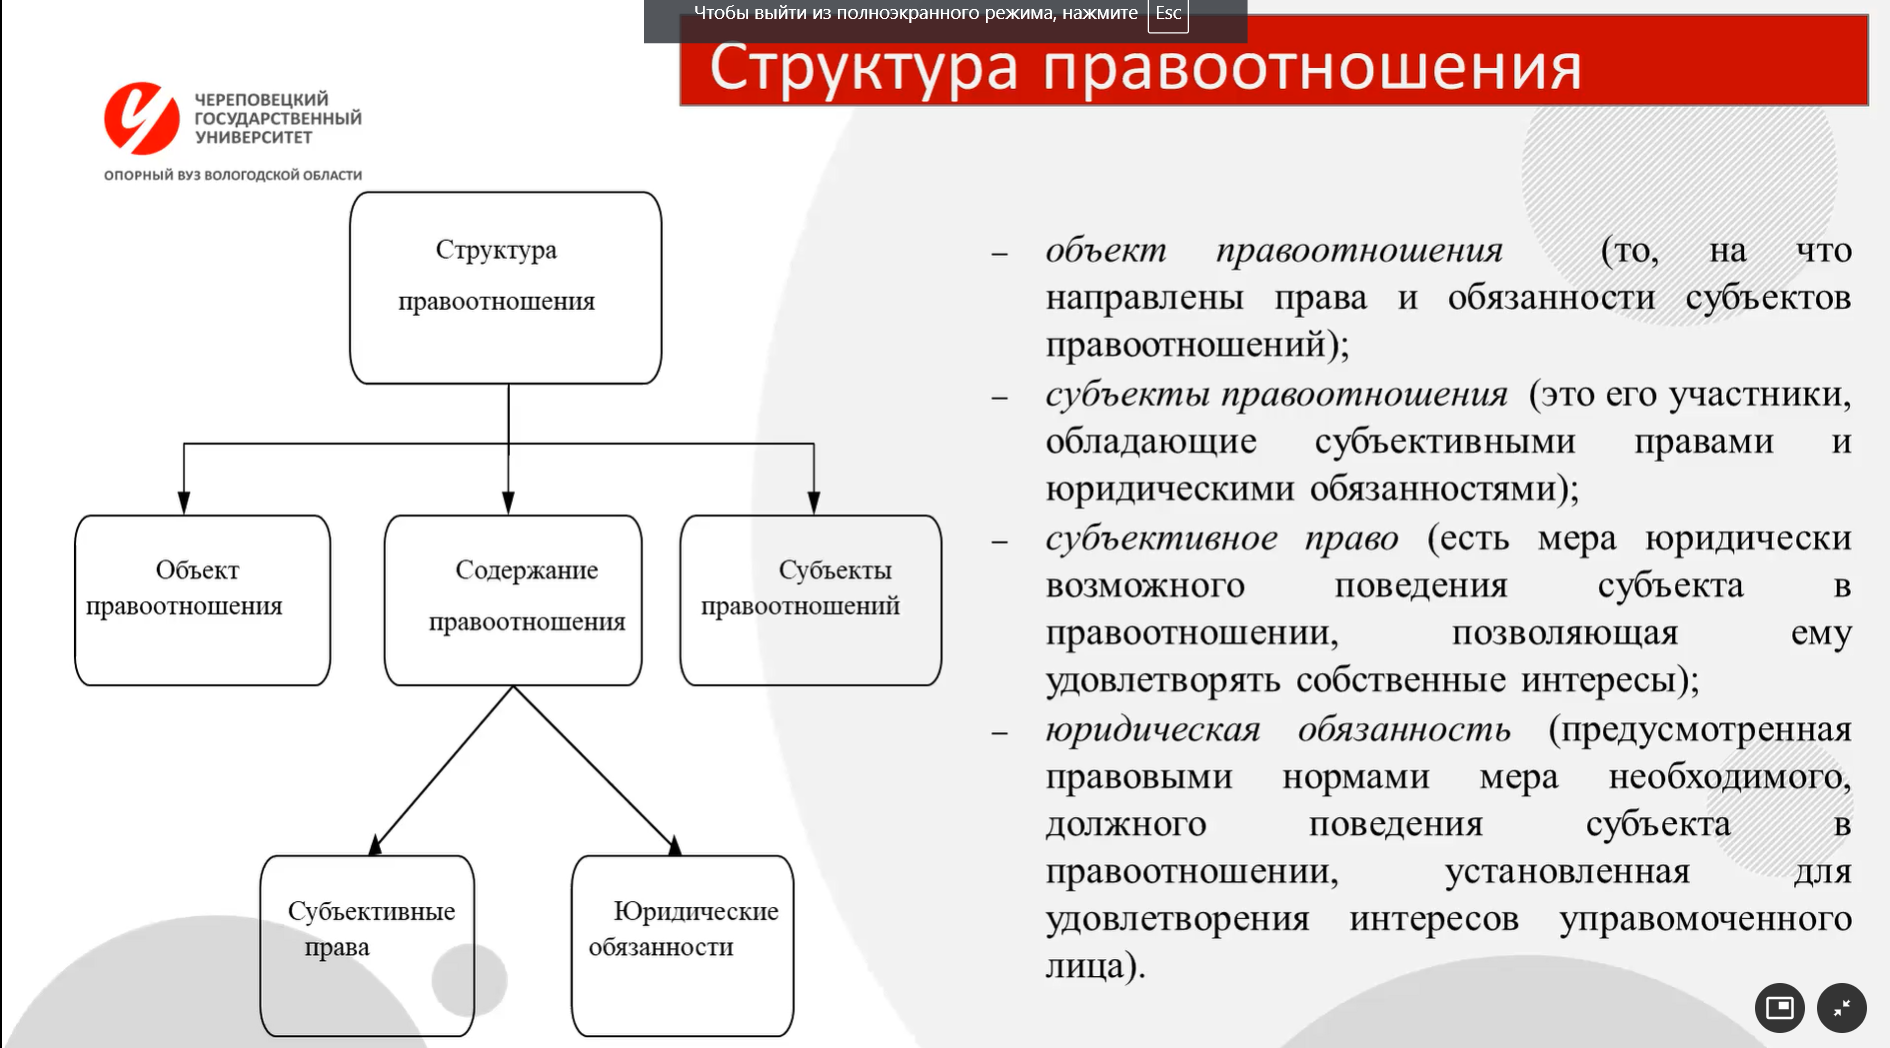 Чтобы выйти из полноэкранного режима, нажмите Esc
Структура правоотношения
ЧЕРЕПОВЕЦКИЙ
ГОСУДАРСТВЕННЫЙ
УНИВЕРСИТЕТ
ОПОРНЫЙ ВУЗ ВОЛОГОДСКОЙ ОБЛАСТИ
Структура
правоотношения
Объект
правоотношения
Содержание
правоотношения
Субъекты
правоотношений
Субъективные
права
Юридические
обязанности
– объект правоотношения (то, на что
направлены права и обязанности субъектов
правоотношений);
– субъекты правоотношения (это его участники,
обладающие субъективными правами и
юридическими обязанностями);
– субъективное право (есть мера юридически
возможного поведения субъекта в
правоотношении, позволяющая ему
удовлетворять собственные интересы);
– юридическая обязанность (предусмотренная
правовыми нормами мера необходимого,
должного поведения субъекта в
правоотношении, установленная для
удовлетворения интересов управомоченного
лица).